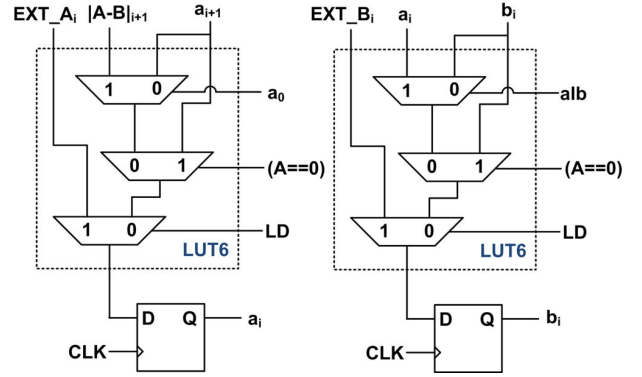 EXT_Ai |A-B|i+1 ai+1
1 0
a0
0 1
(A==0)
1 0
LD
LUT6
D Q
ai
CLK
EXT_Bi ai bi
1 0
alb
0 1
(A==0)
1 0
LD
LUT6
D Q
bi
CLK